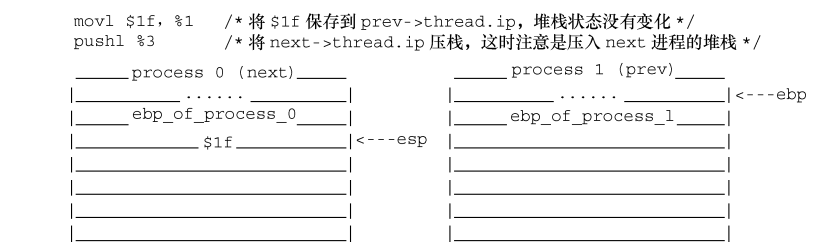 movl $1f, %1 /* 将 $1f 保存到 prev->thread.ip，堆栈状态没有变化 */
pushl %3 /* 将 next->thread.ip 压栈，这时注意是压入 next 进程的堆栈 */
process 0 (next) process 1 (prev)
...... ...... <---ebp
ebp_of_process_0 ebp_of_process_l
$1f <---esp